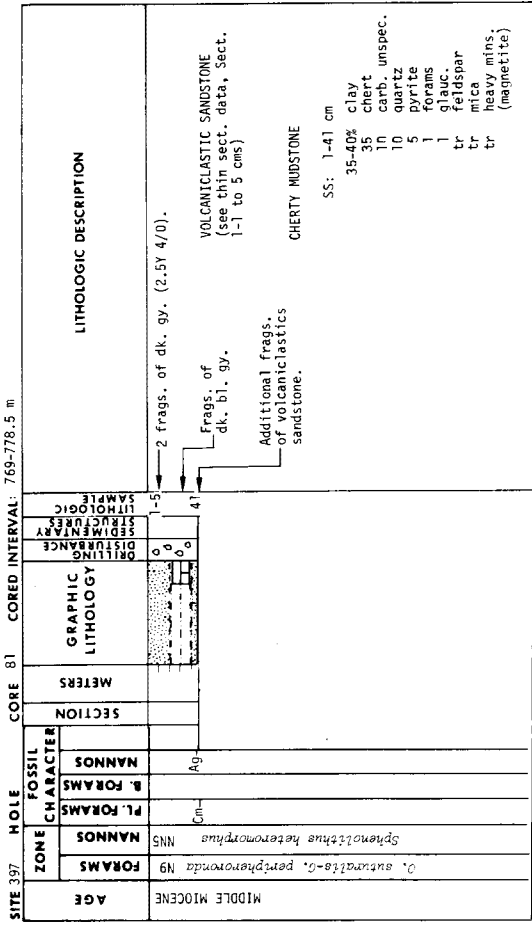 SITE 397 HOLE CORE 81 CORED INTERVAL: 769-778.5 m
AGE
ZONE
FORAMS
NANNOS
FOSSIL CHARACTER
PL. FORAMS
B. FORAMS
NANNOS
SECTION
METERS
GRAPHIC LITHOLOGY
DRILLING DISTURBANCE
SEDIMENTARY STRUCTURES
LITHOLOGIC SAMPLE
LITHOLOGIC DESCRIPTION
MIDDLE MIOCENE
N9 O. suturalis-G. peripheroronda
NN5 Sphenolithus heteromorphus
Cm
Ag
1-5
41
2 frags. of dk. gy. (2.5Y 4/0).
VOLCANICLASTIC SANDSTONE
(see thin sect. data, Sect.
1-1 to 5 cms)
Frags. of
dk. bl. gy.
CHERTY MUDSTONE
Additional frags.
of volcaniclastics
sandstone.
SS: 1-41 cm
35-40% clay
35 chert
10 carb. unspec.
10 quartz
5 pyrite
1 forams
1 glauc.
tr feldspar
tr mica
tr heavy mins.
(magnetite)